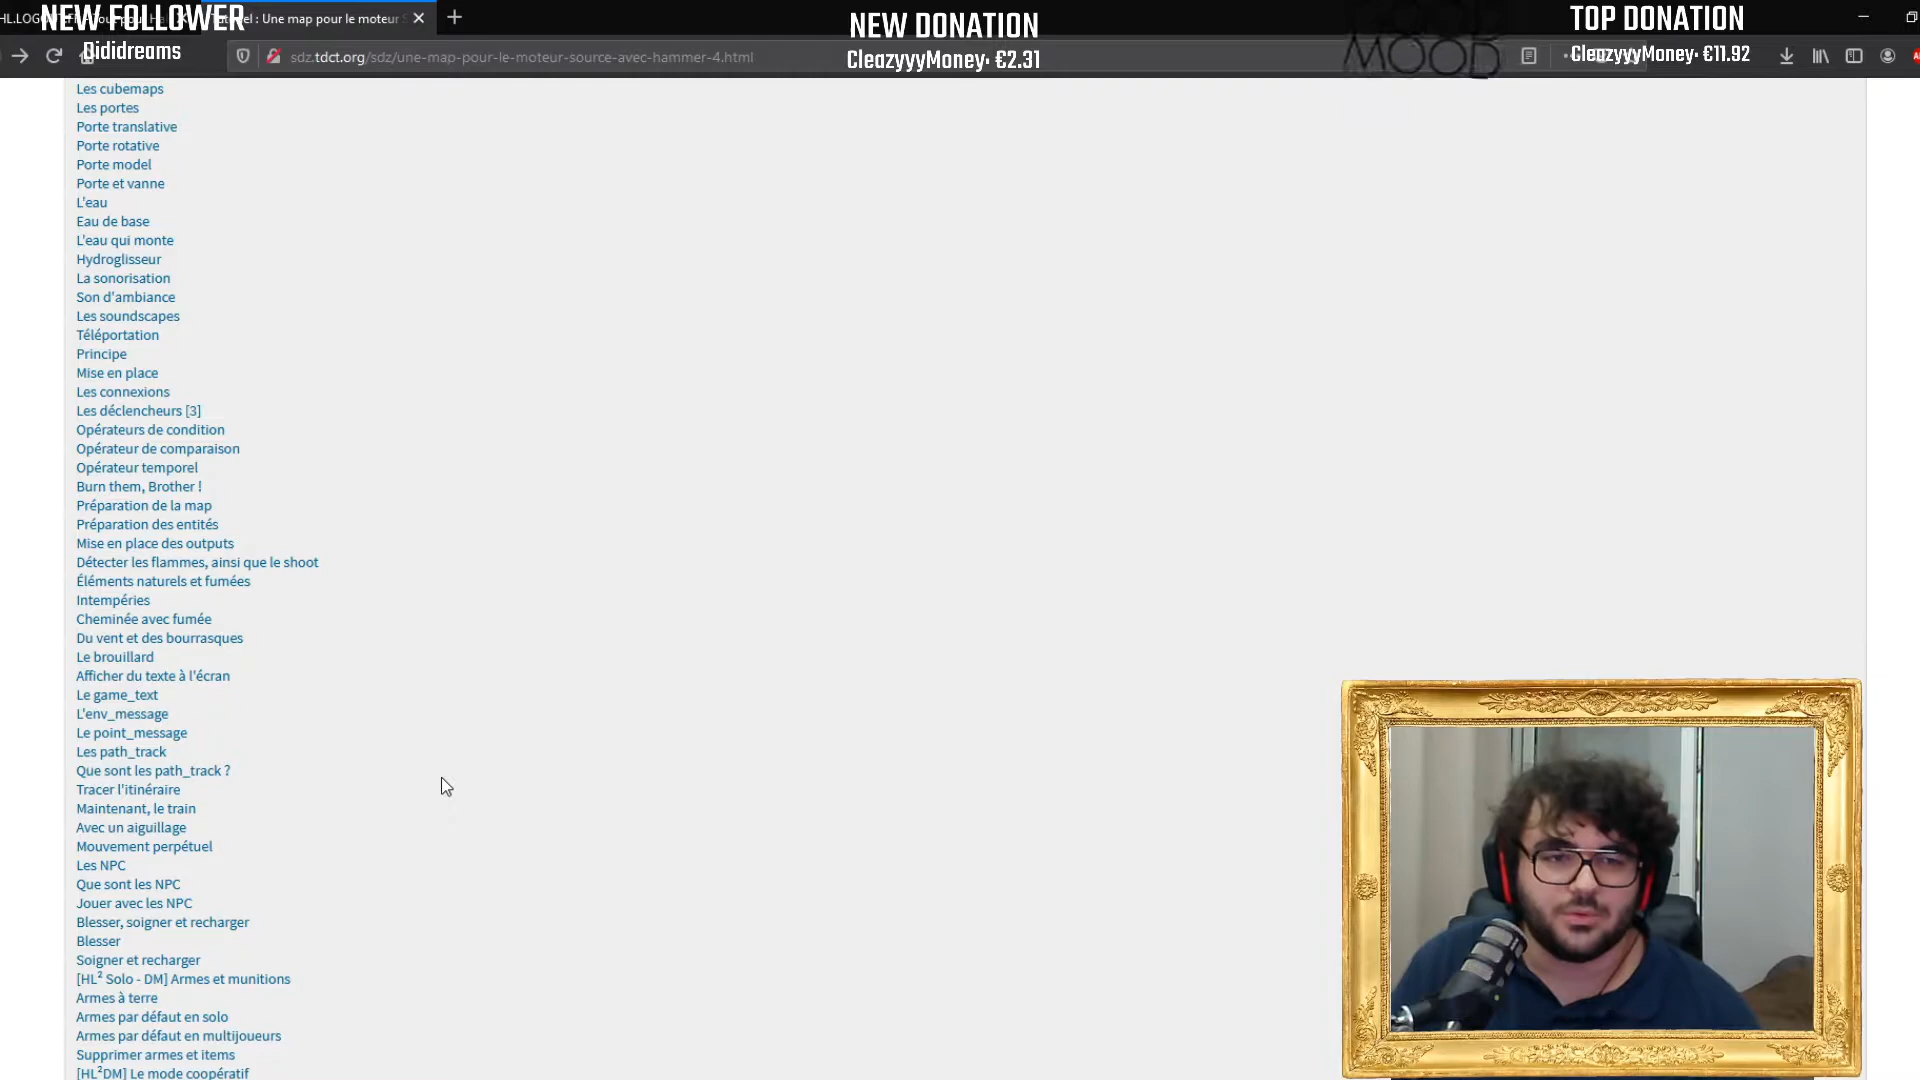 NEW FOLLOWER
Dididreams
NEW DONATION
CleazyyyMoney: €2.31
TOP DONATION
CleazyyyMoney: €11.92
: Une map pour le moteur
sdz.tdct.org/sdz/une-map-pour-le-moteur-source-avec-hammer-4.html
MOOD
Les cubemaps
Les portes
Porte translative
Porte rotative
Porte model
Porte et vanne
L'eau
Eau de base
L'eau qui monte
Hydroglisseur
La sonorisation
Son d'ambiance
Les soundscapes
Téléportation
Principe
Mise en place
Les connexions
Les déclencheurs [3]
Opérateurs de condition
Opérateur de comparaison
Opérateur temporel
Burn them, Brother !
Préparation de la map
Préparation des entités
Mise en place des outputs
Détecter les flammes, ainsi que le shoot
Éléments naturels et fumées
Intempéries
Cheminée avec fumée
Du vent et des bourrasques
Le brouillard
Afficher du texte à l'écran
Le game_text
L'env_message
Le point_message
Les path_track
Que sont les path_track ?
Tracer l'itinéraire
Maintenant, le train
Avec un aiguillage
Mouvement perpétuel
Les NPC
Que sont les NPC
Jouer avec les NPC
Blesser, soigner et recharger
Blesser
Soigner et recharger
[HL² Solo - DM] Armes et munitions
Armes à terre
Armes par défaut en solo
Armes par défaut en multijoueurs
Supprimer armes et items
[HL²DM] Le mode coopératif